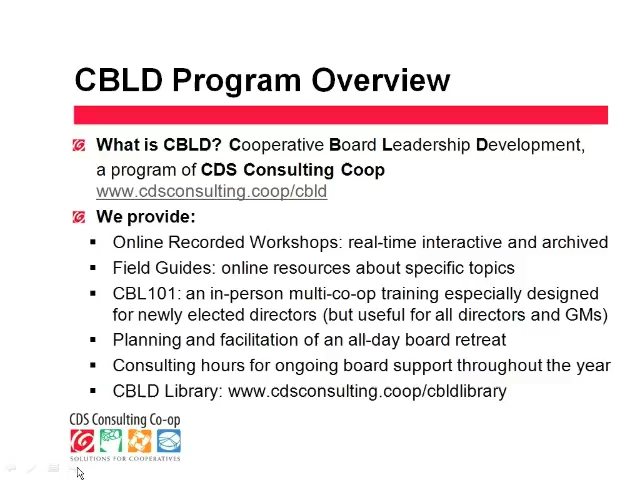 CBLD Program Overview
What is CBLD? Cooperative Board Leadership Development,
a program of CDS Consulting Coop
www.cdsconsulting.coop/cbld
We provide:
Online Recorded Workshops: real-time interactive and archived
Field Guides: online resources about specific topics
CBL101: an in-person multi-co-op training especially designed
for newly elected directors (but useful for all directors and GMs)
Planning and facilitation of an all-day board retreat
Consulting hours for ongoing board support throughout the year
CBLD Library: www.cdsconsulting.coop/cbldlibrary
CDS Consulting Co-op
SOLUTIONS FOR COOPERATIVES